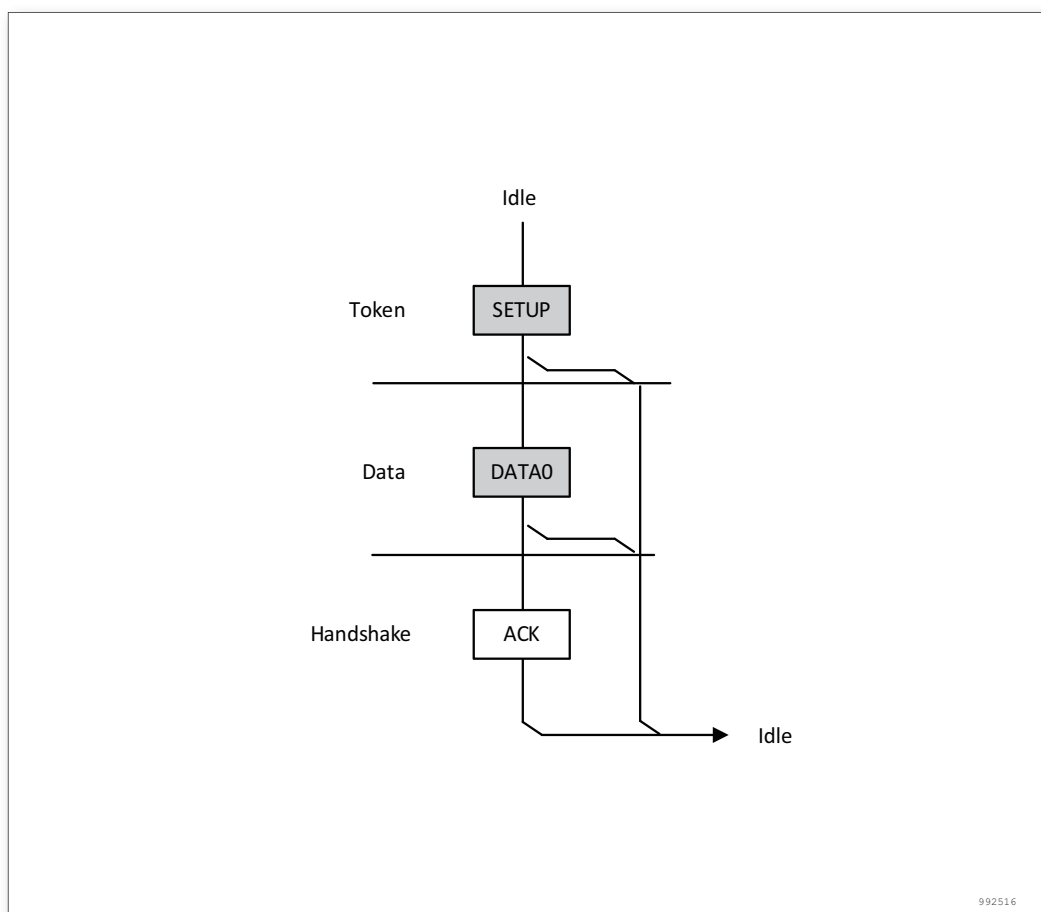 Idle
Token
SETUP
Data
DATA0
Handshake
ACK
Idle
992516